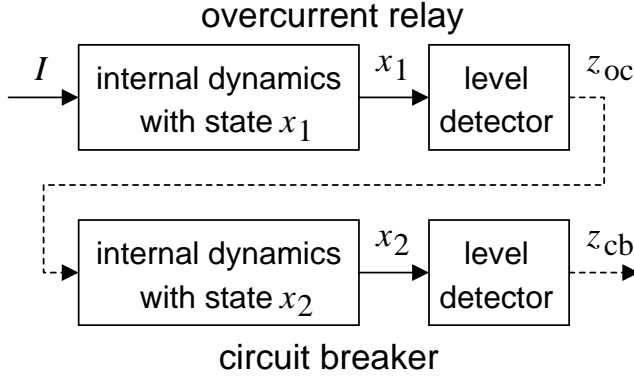 overcurrent relay
I
internal dynamics
with state x1
x1
level
detector
zoc
internal dynamics
with state x2
x2
level
detector
zcb
circuit breaker